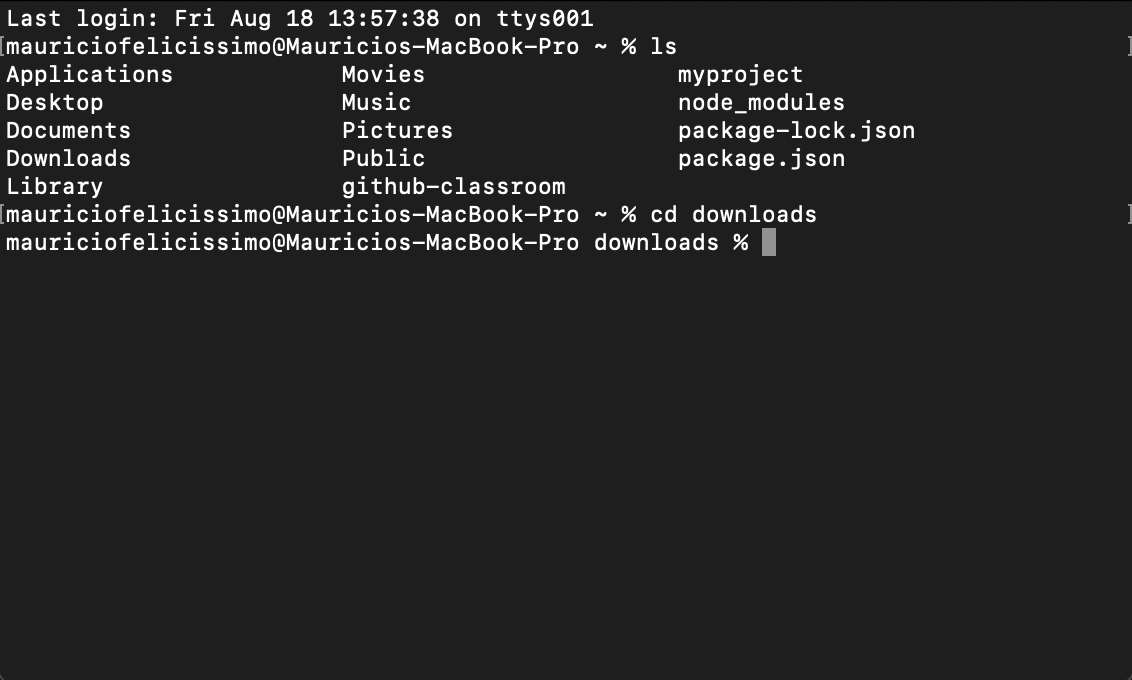 Last login: Fri Aug 18 13:57:38 on ttys001
[mauriciofelicissimo@Mauricios-MacBook-Pro ~ % ls ]
Applications Movies myproject
Desktop Music node_modules
Documents Pictures package-lock.json
Downloads Public package.json
Library github-classroom
[mauriciofelicissimo@Mauricios-MacBook-Pro ~ % cd downloads ]
mauriciofelicissimo@Mauricios-MacBook-Pro downloads %